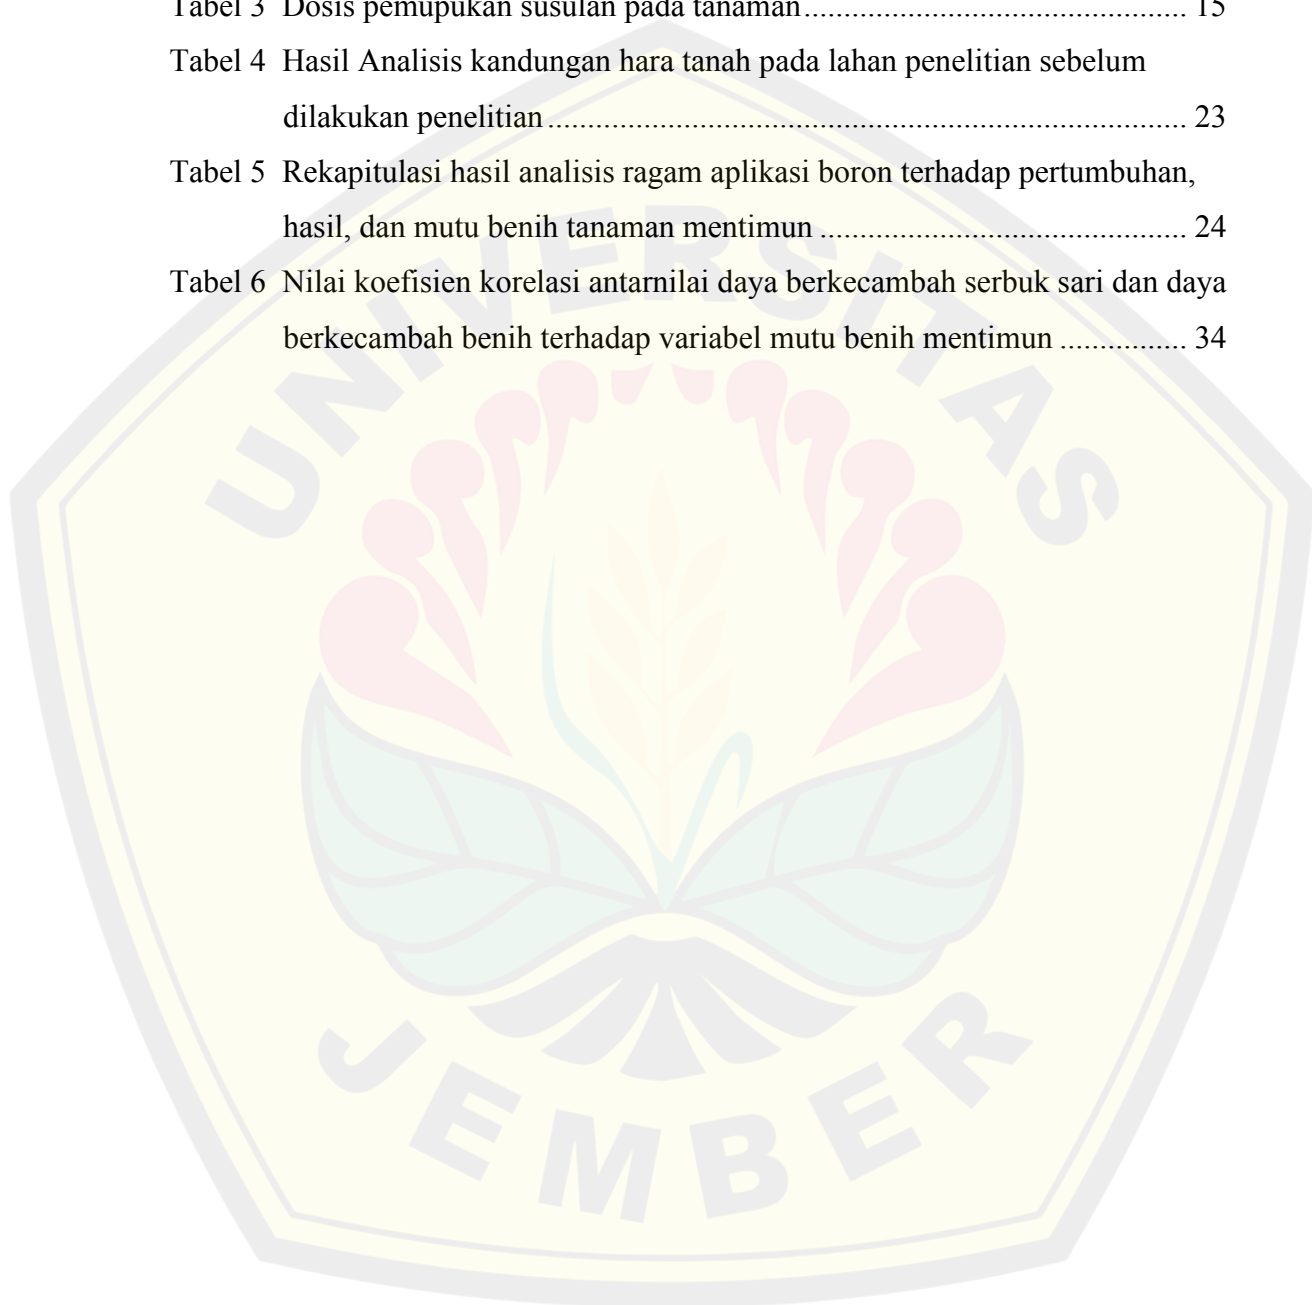 Tabel 3 Dosis pemupukan susulan pada tanaman................................................ 15
Tabel 4 Hasil Analisis kandungan hara tanah pada lahan penelitian sebelum
dilakukan penelitian................................................................................ 23
Tabel 5 Rekapitulasi hasil analisis ragam aplikasi boron terhadap pertumbuhan,
hasil, dan mutu benih tanaman mentimun .............................................. 24
Tabel 6 Nilai koefisien korelasi antarnilai daya berkecambah serbuk sari dan daya
berkecambah benih terhadap variabel mutu benih mentimun ................ 34
UNIVERSITAS
JEMBER